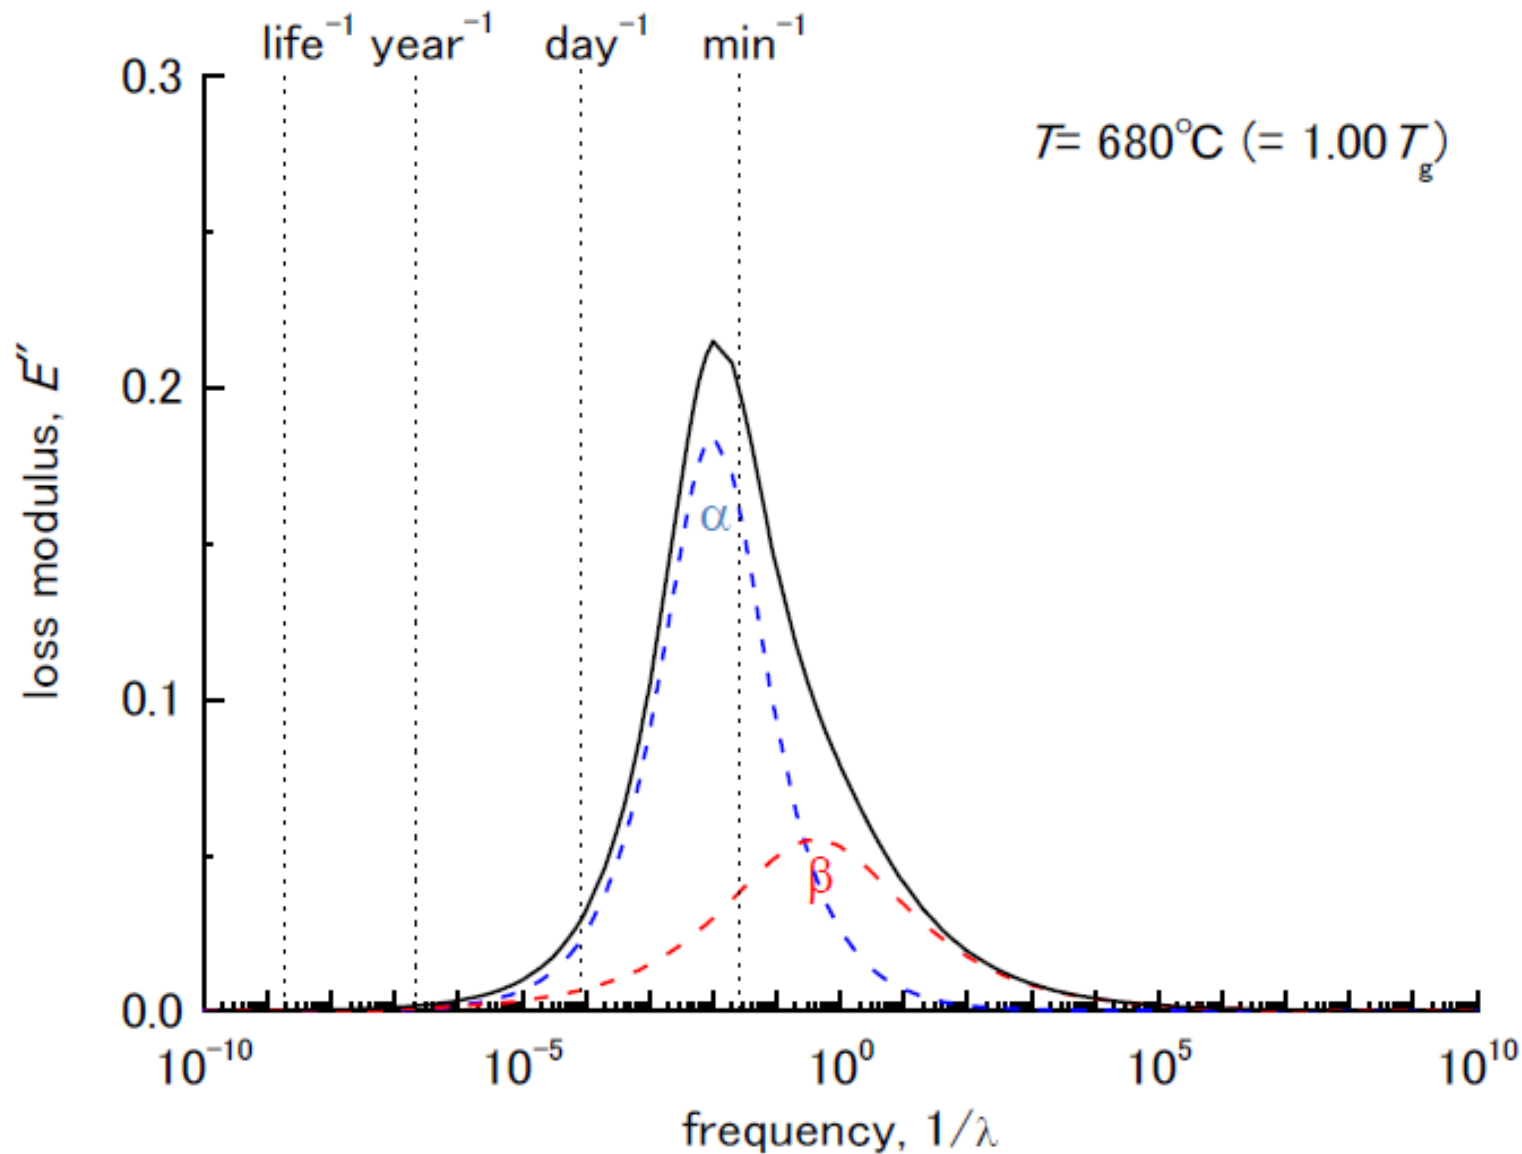 life⁻¹ year⁻¹ day⁻¹ min⁻¹
0.3
T= 680°C (= 1.00 Tg)
0.2
loss modulus, E″
α
0.1
β
0.0
10⁻¹⁰ 10⁻⁵ 10⁰ 10⁵ 10¹⁰
frequency, 1/λ